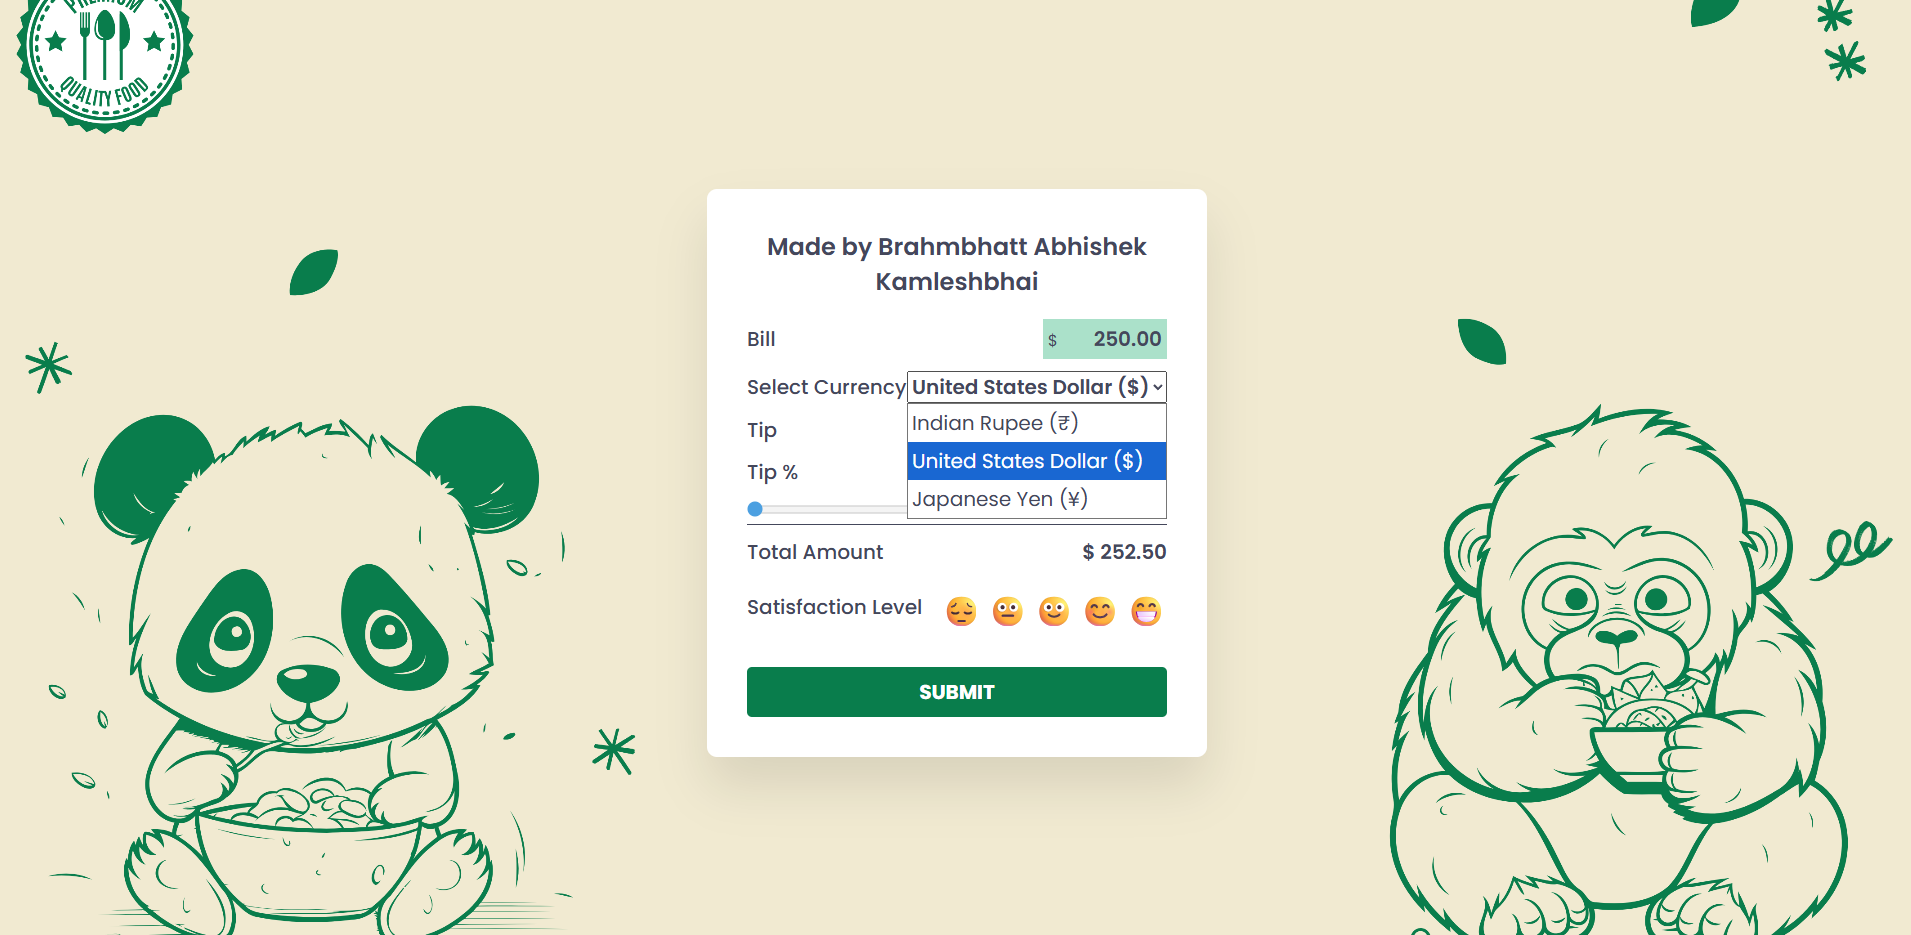 PREMIUM
QUALITY FOOD
Made by Brahmbhatt Abhishek
Kamleshbhai
Bill
$ 250.00
Select Currency United States Dollar ($)
Indian Rupee (₹)
United States Dollar ($)
Japanese Yen (¥)
Tip
Tip %
Total Amount $ 252.50
Satisfaction Level
SUBMIT